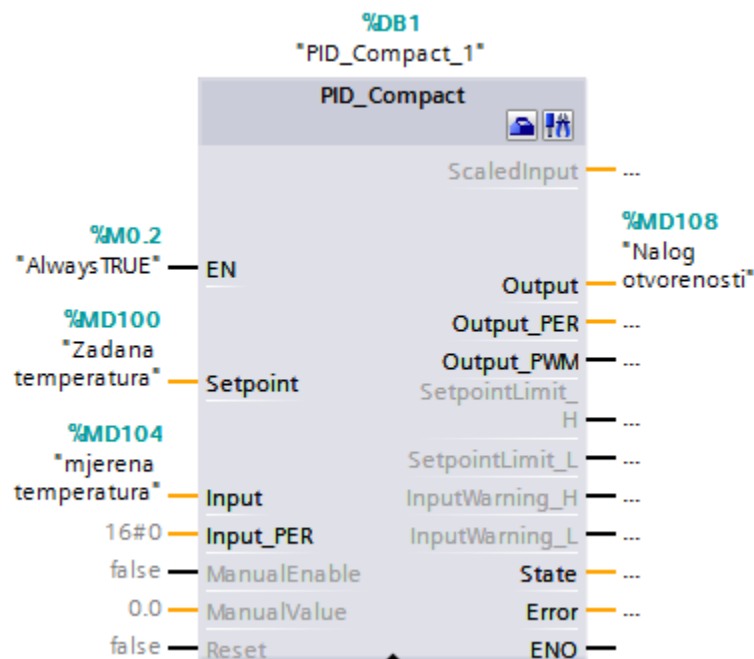 %DB1
"PID_Compact_1"
PID_Compact
ScaledInput
...
%M0.2
"AlwaysTRUE"
EN
%MD108
"Nalog
otvorenosti"
Output
%MD100
"Zadana
temperatura"
Setpoint
Output_PER
...
Output_PWM
...
SetpointLimit_
H
...
%MD104
"mjerena
temperatura"
Input
SetpointLimit_L
...
InputWarning_H
...
16#0
Input_PER
InputWarning_L
...
false
ManualEnable
State
...
0.0
ManualValue
Error
...
false
Reset
ENO